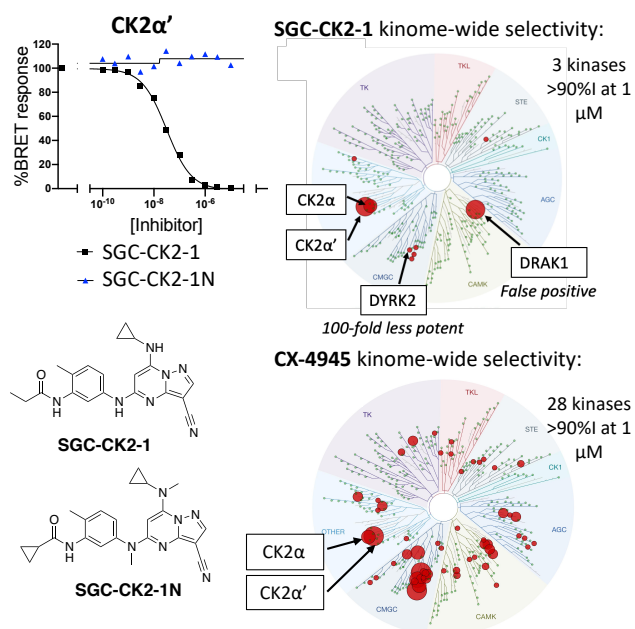 CK2α’
120
100
80
60
40
20
0
%BRET response
10-10
10-8
10-6
[Inhibitor]
SGC-CK2-1
SGC-CK2-1N
SGC-CK2-1 kinome-wide selectivity:
3 kinases
>90%I at 1
μM
TK
TKL
STE
CK1
AGC
CAMK
CMGC
CK2α
CK2α’
DYRK2
100-fold less potent
DRAK1
False positive
O
N
H
N
H
NH
N
N
N
N
SGC-CK2-1
O
N
H
N
N
N
N
N
N
SGC-CK2-1N
CX-4945 kinome-wide selectivity:
28 kinases
>90%I at 1
μM
TK
TKL
STE
CK1
AGC
CAMK
CMGC
OTHER
CK2α
CK2α’